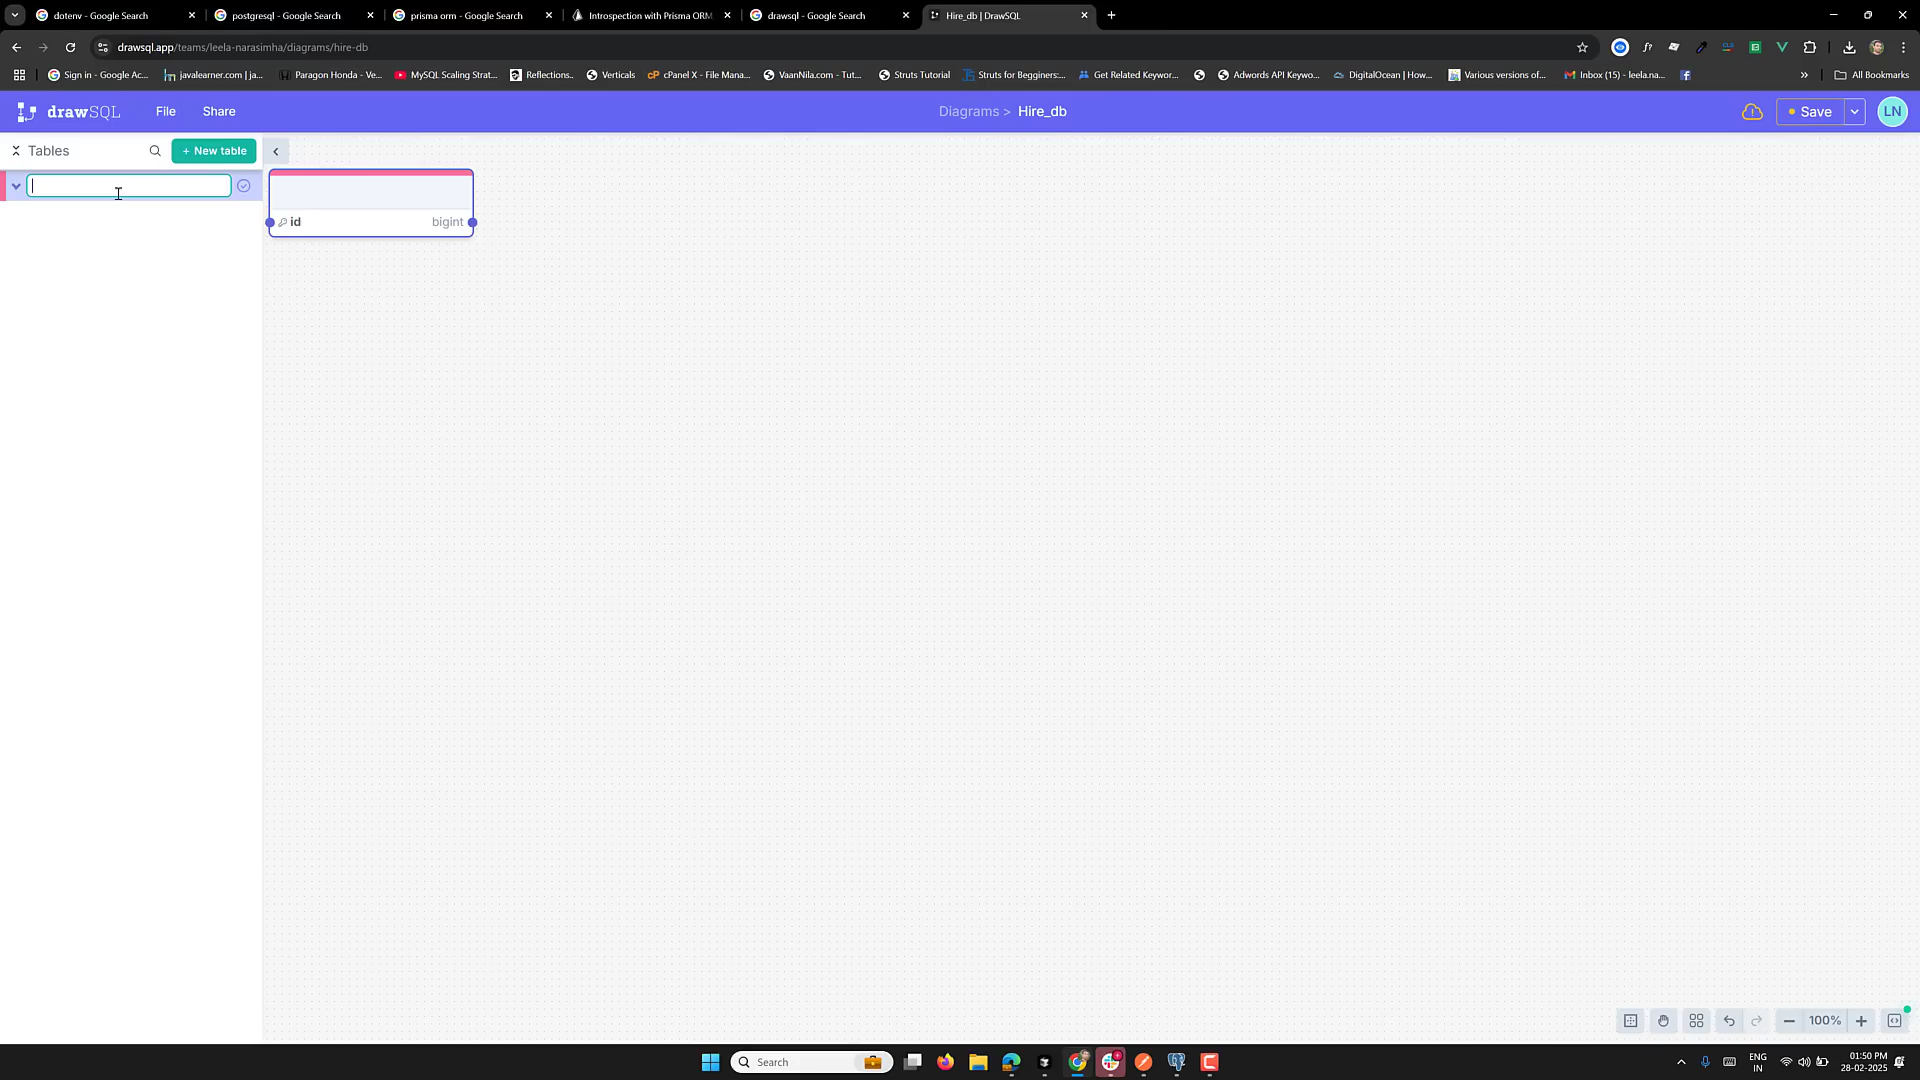 dotenv - Google Search
postgresql - Google Search
prisma orm - Google Search
Introspection with Prisma ORM
drawsql - Google Search
Hire_db | DrawSQL
drawsql.app/teams/leela-narasimha/diagrams/hire-db
Sign in - Google Ac...
javalearner.com | ja...
Paragon Honda - Ve...
MySQL Scaling Strat...
Reflections..
Verticals
cPanel X - File Mana...
VaanNila.com - Tut...
Struts Tutorial
Struts for Begginers:...
Get Related Keywor...
Adwords API Keywo...
DigitalOcean | How...
Various versions of...
Inbox (15) - leela.na...
All Bookmarks
drawSQL
File
Share
Diagrams > Hire_db
Save
LN
Tables
+ New table
id bigint
100%
Search
ENG
IN
01:50 PM
28-02-2025